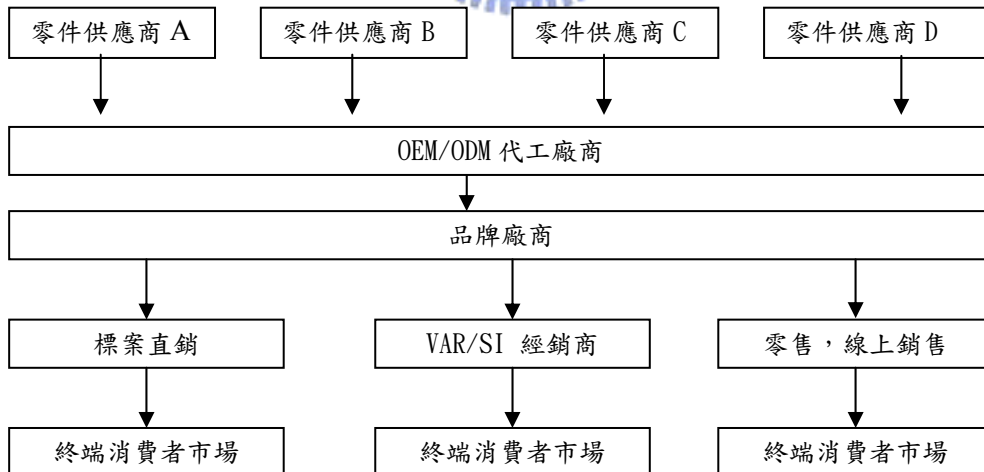 零件供應商 A
零件供應商 B
零件供應商 C
零件供應商 D
OEM/ODM 代工廠商
品牌廠商
標案直銷
VAR/SI 經銷商
零售，線上銷售
終端消費者市場
終端消費者市場
終端消費者市場